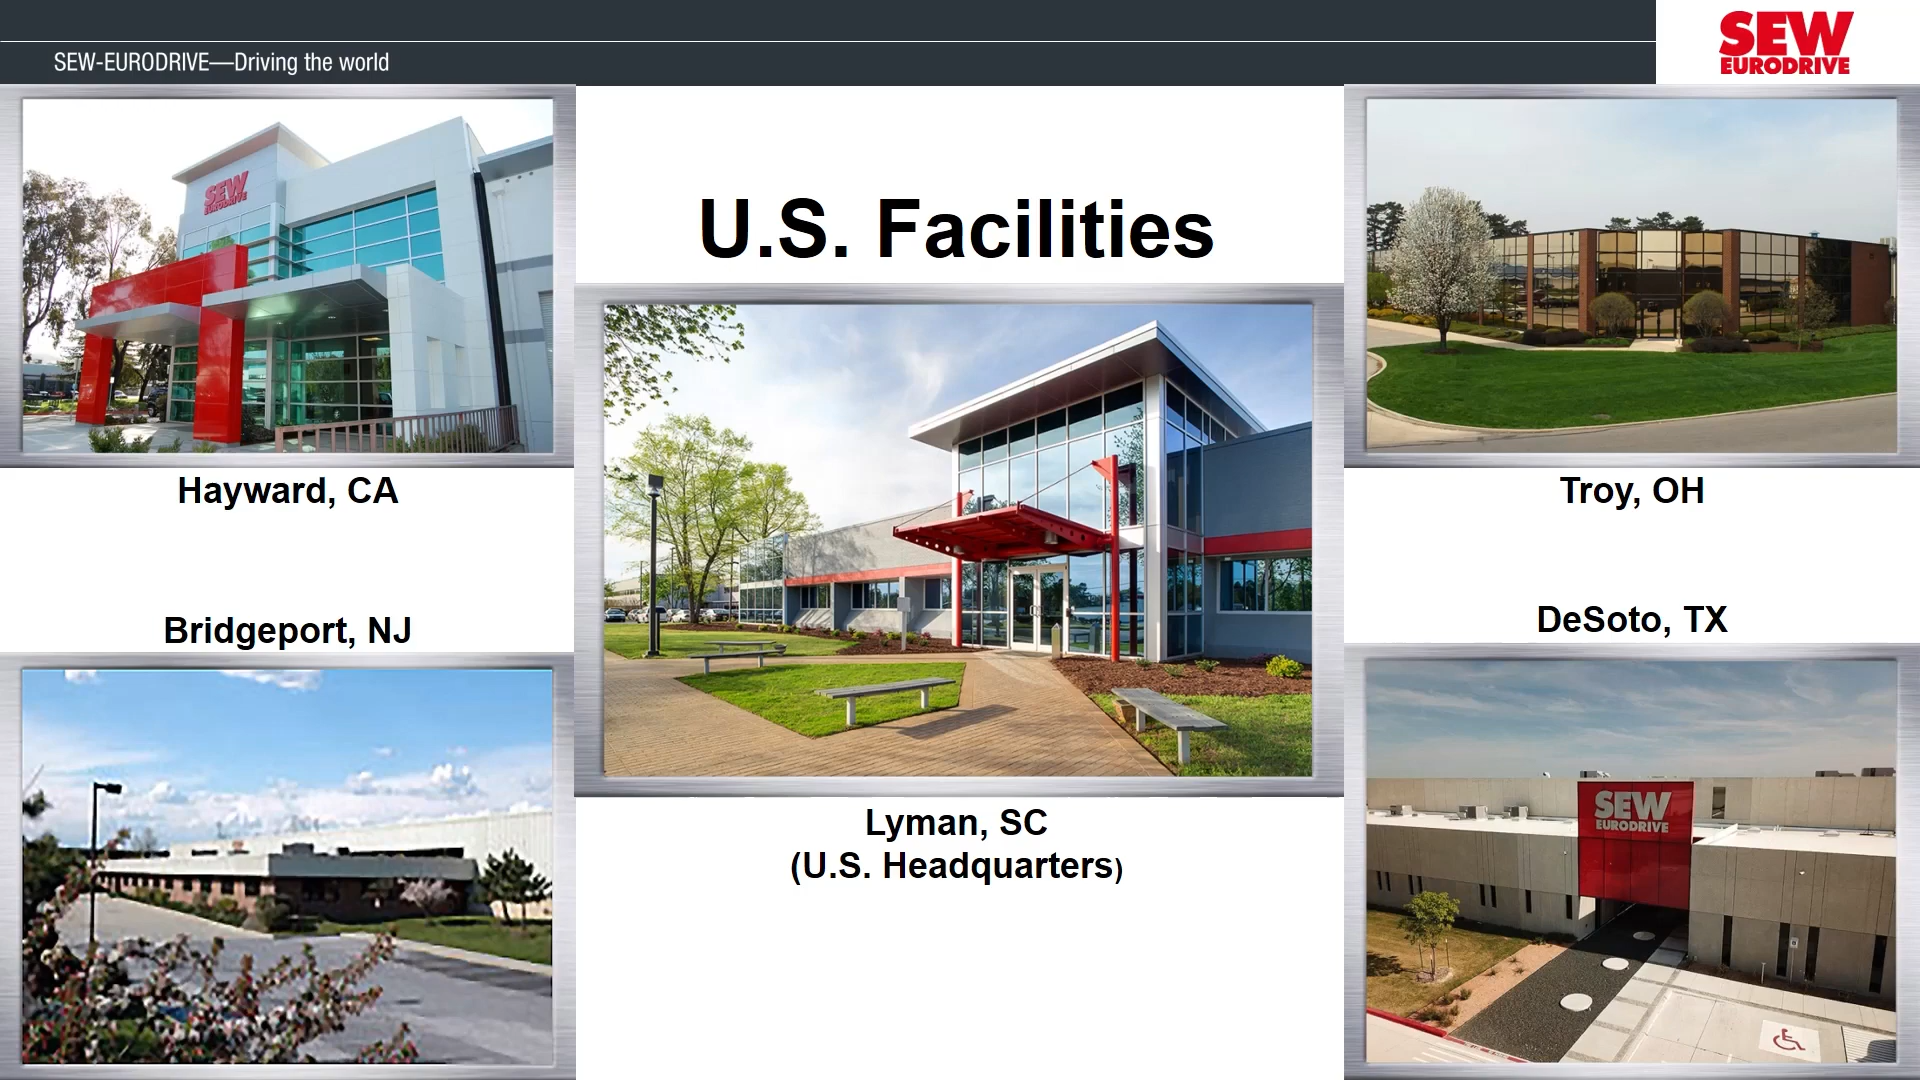 SEW-EURODRIVE—Driving the world
SEW
EURODRIVE
U.S. Facilities
SEW
EURODRIVE
Hayward, CA
Troy, OH
Bridgeport, NJ
DeSoto, TX
Lyman, SC
(U.S. Headquarters)
SEW
EURODRIVE